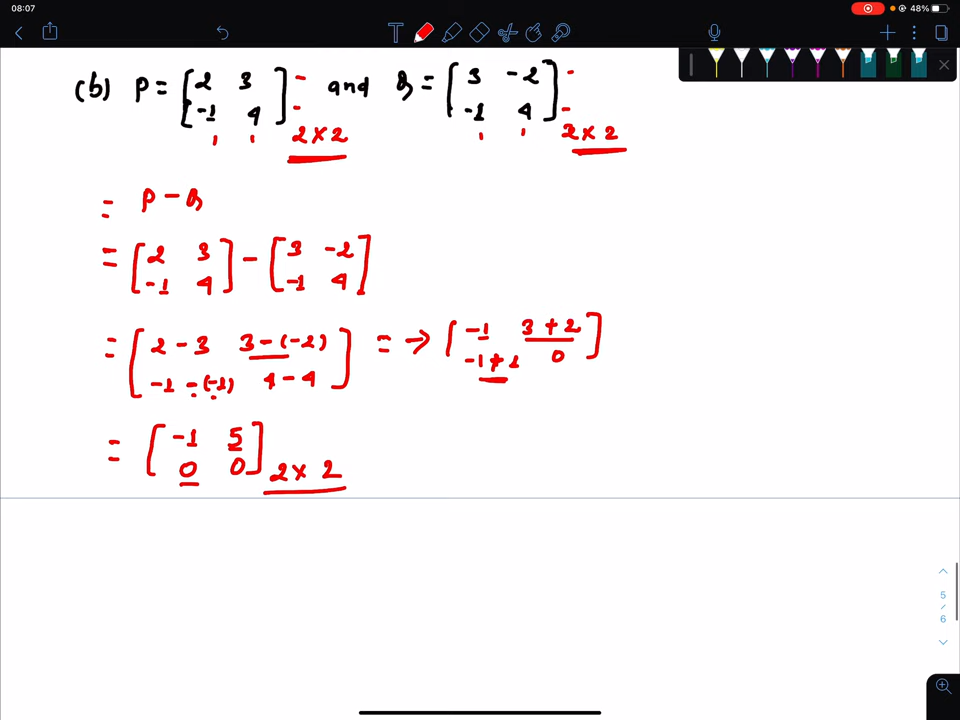 08:07
48%
(b) P = [2 3 -1 4] 2 × 2 and Q = [3 -2 -1 4] 2 × 2
= P - Q
= [2 3 -1 4] - [3 -2 -1 4]
= [2 - 3 3 - (-2) -1 - (-1) 4 - 4] = → [-1 3 + 2 -1 + 1 0]
= [-1 5 0 0] 2 × 2
5 / 6